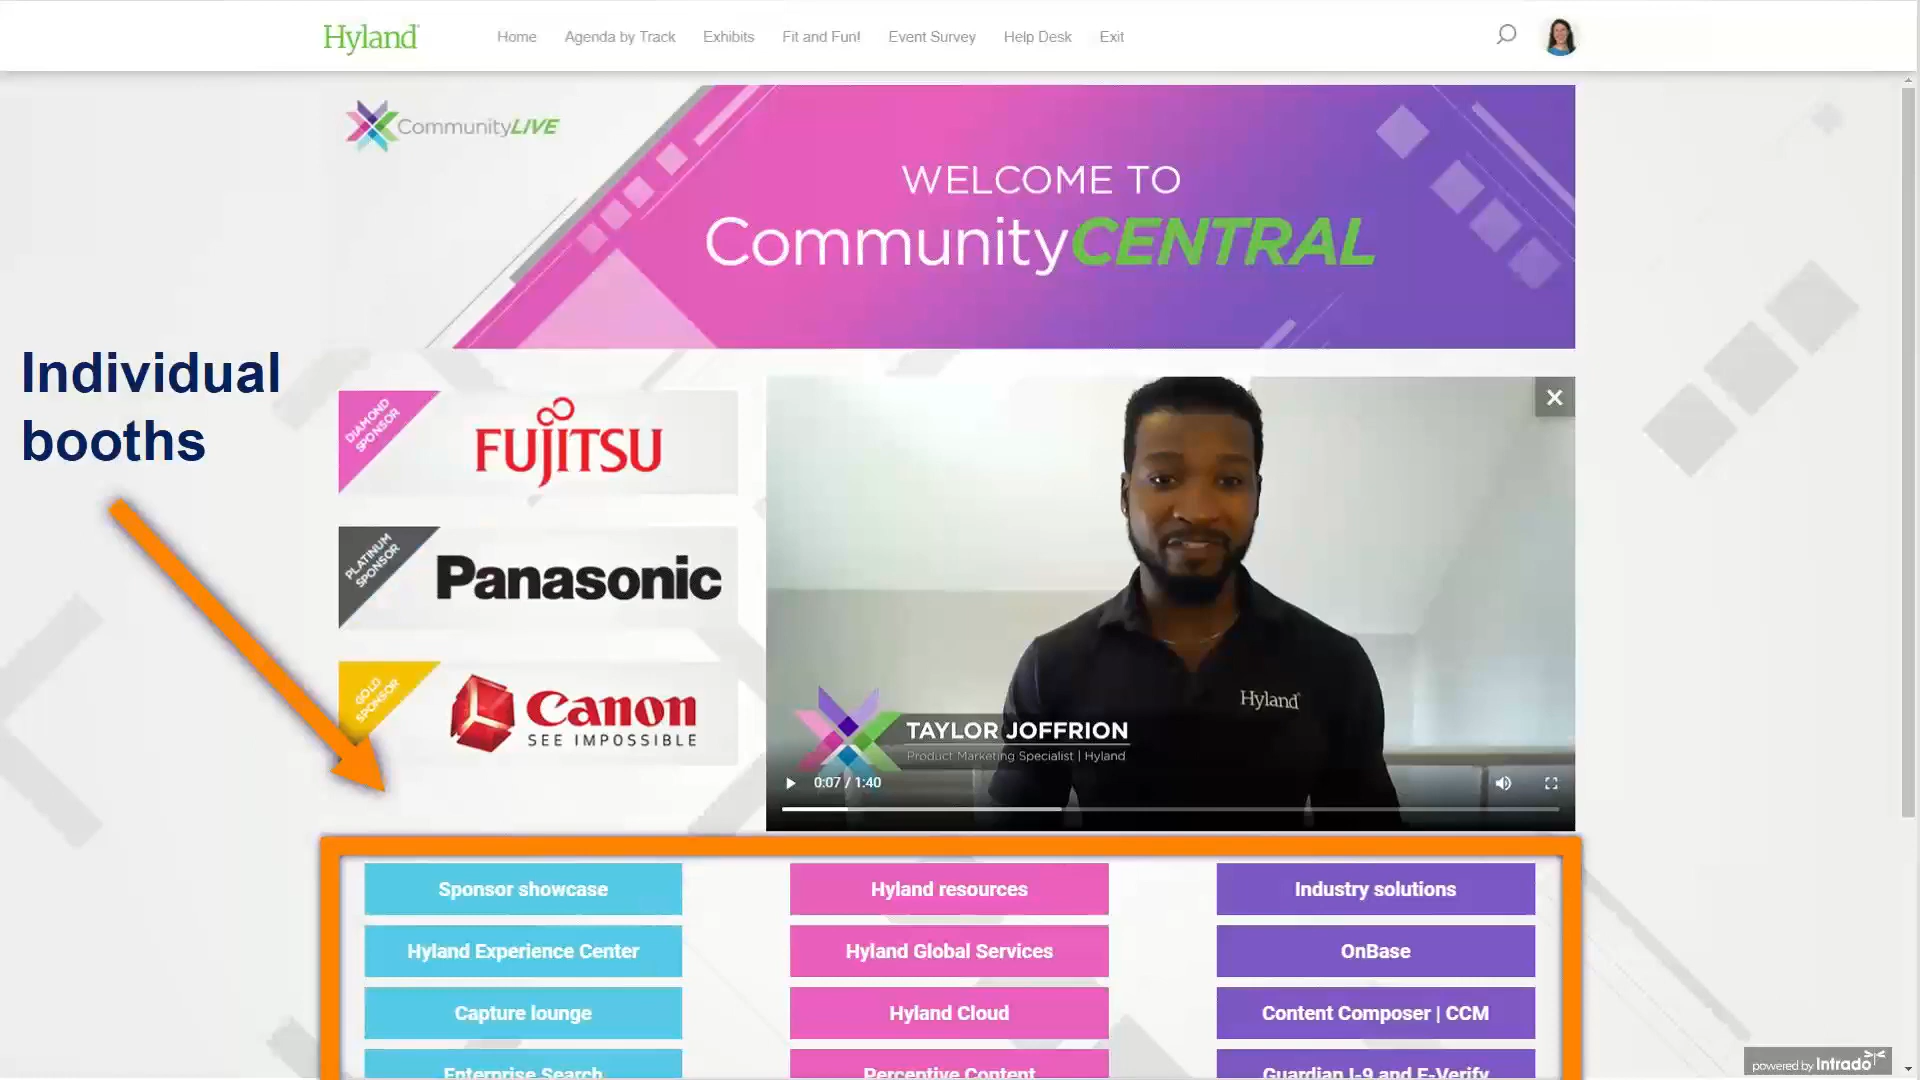 Hyland
Home Agenda by Track Exhibits Fit and Fun! Event Survey Help Desk Exit
CommunityLIVE
WELCOME TO
CommunityCENTRAL
Individual
booths
DIAMOND
SPONSOR
FUJITSU
PLATINUM
SPONSOR
Panasonic
GOLD
SPONSOR
Canon
SEE IMPOSSIBLE
Hyland
TAYLOR JOFFRION
Product Marketing Specialist | Hyland
0:07 / 1:40
Sponsor showcase Hyland resources Industry solutions
Hyland Experience Center Hyland Global Services OnBase
Capture lounge Hyland Cloud Content Composer | CCM
Enterprise Search Perceptive Content Guardian I-9 and E-Verify
powered by Intrado